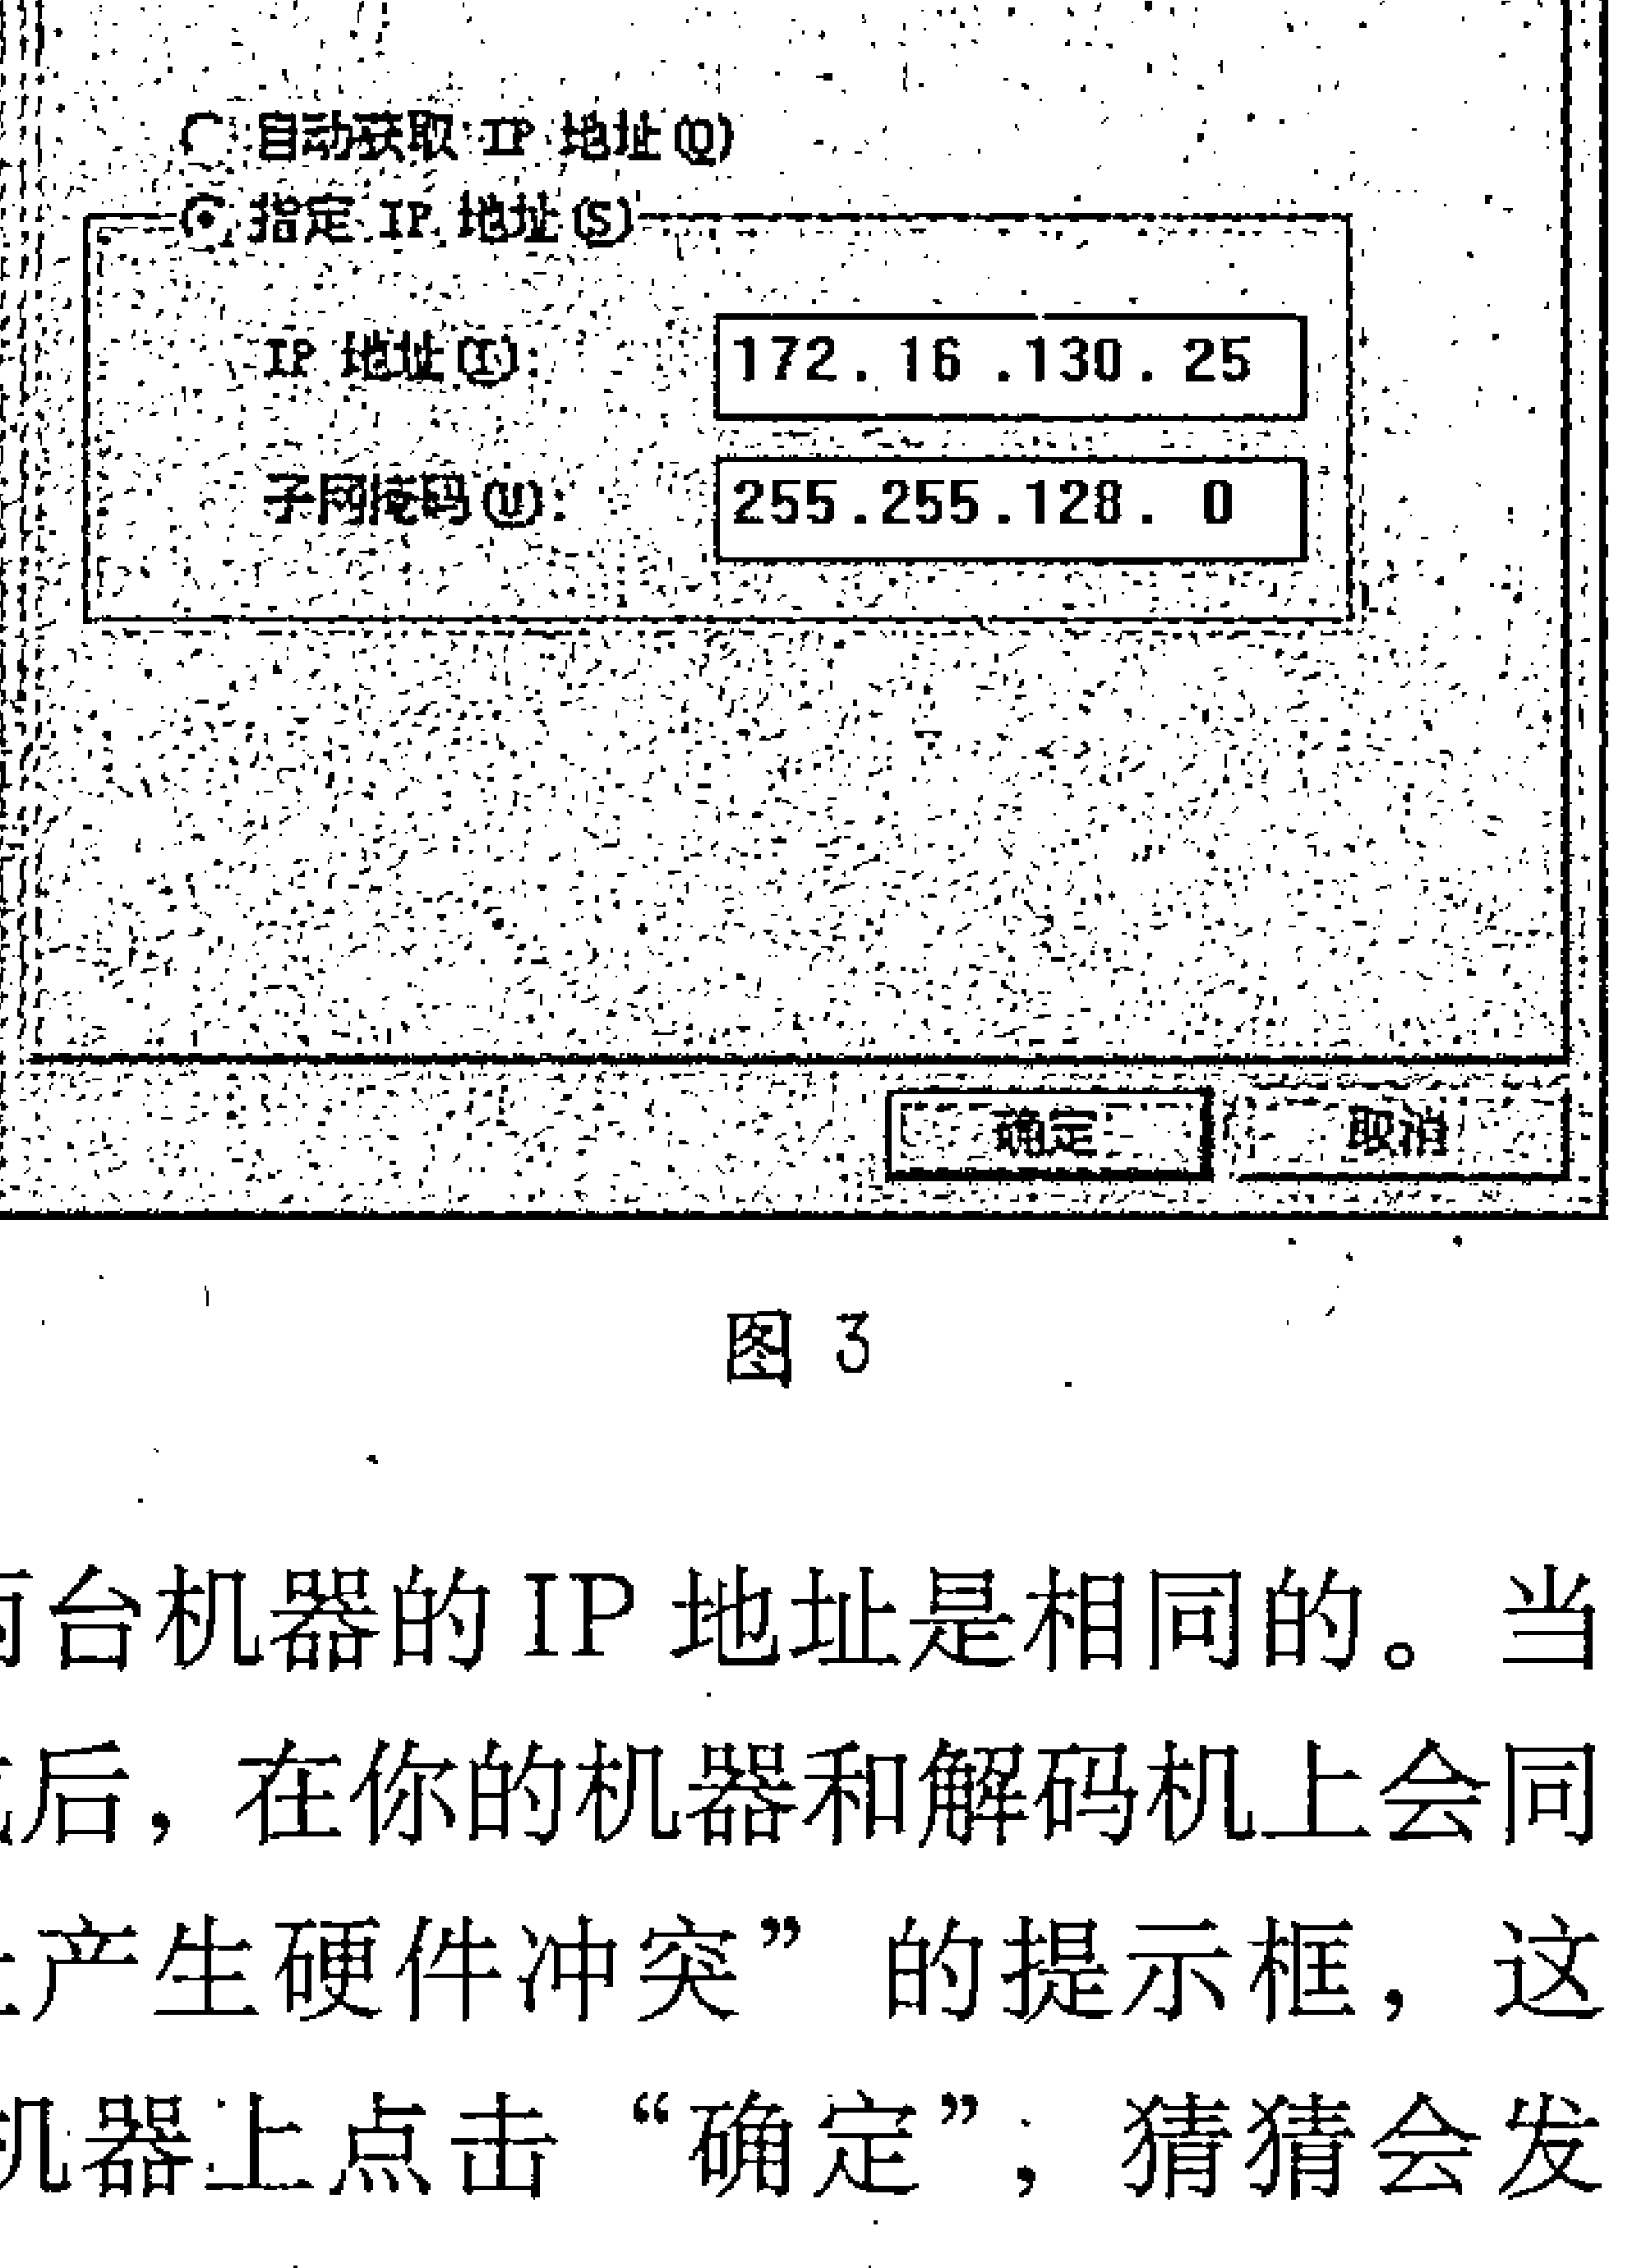 自动获取 IP 地址(O)
指定 IP 地址(S)
IP 地址(I): 172. 16 .130. 25
子网掩码(U): 255.255.128. 0
确定 取消
图 3
台机器的 IP 地址是相同的。当
后，在你的机器和解码机上会同
产生硬件冲突”的提示框，这
机器上点击“确定”，猜猜会发